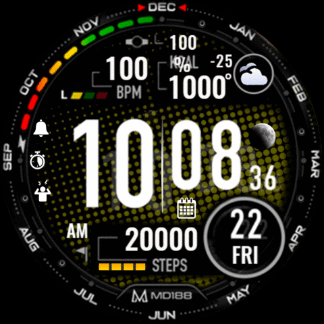 DEC
NOV
JAN
OCT
FEB
SEP
MAR
AUG
APR
JUL
MAY
JUN
L 100
KCAL
%
-25
100
BPM
L
1000°
10 08
36
AM
20000
STEPS
22
FRI
MD188